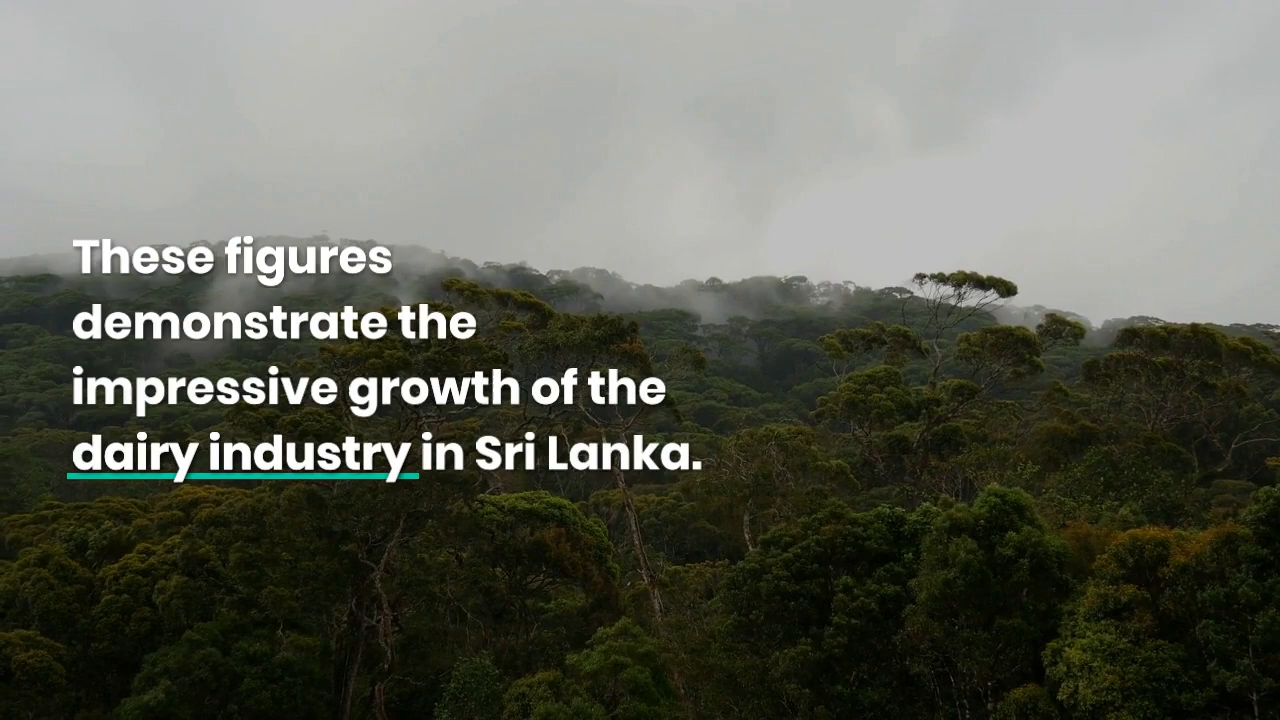 These figures
demonstrate the
impressive growth of the
dairy industry in Sri Lanka.